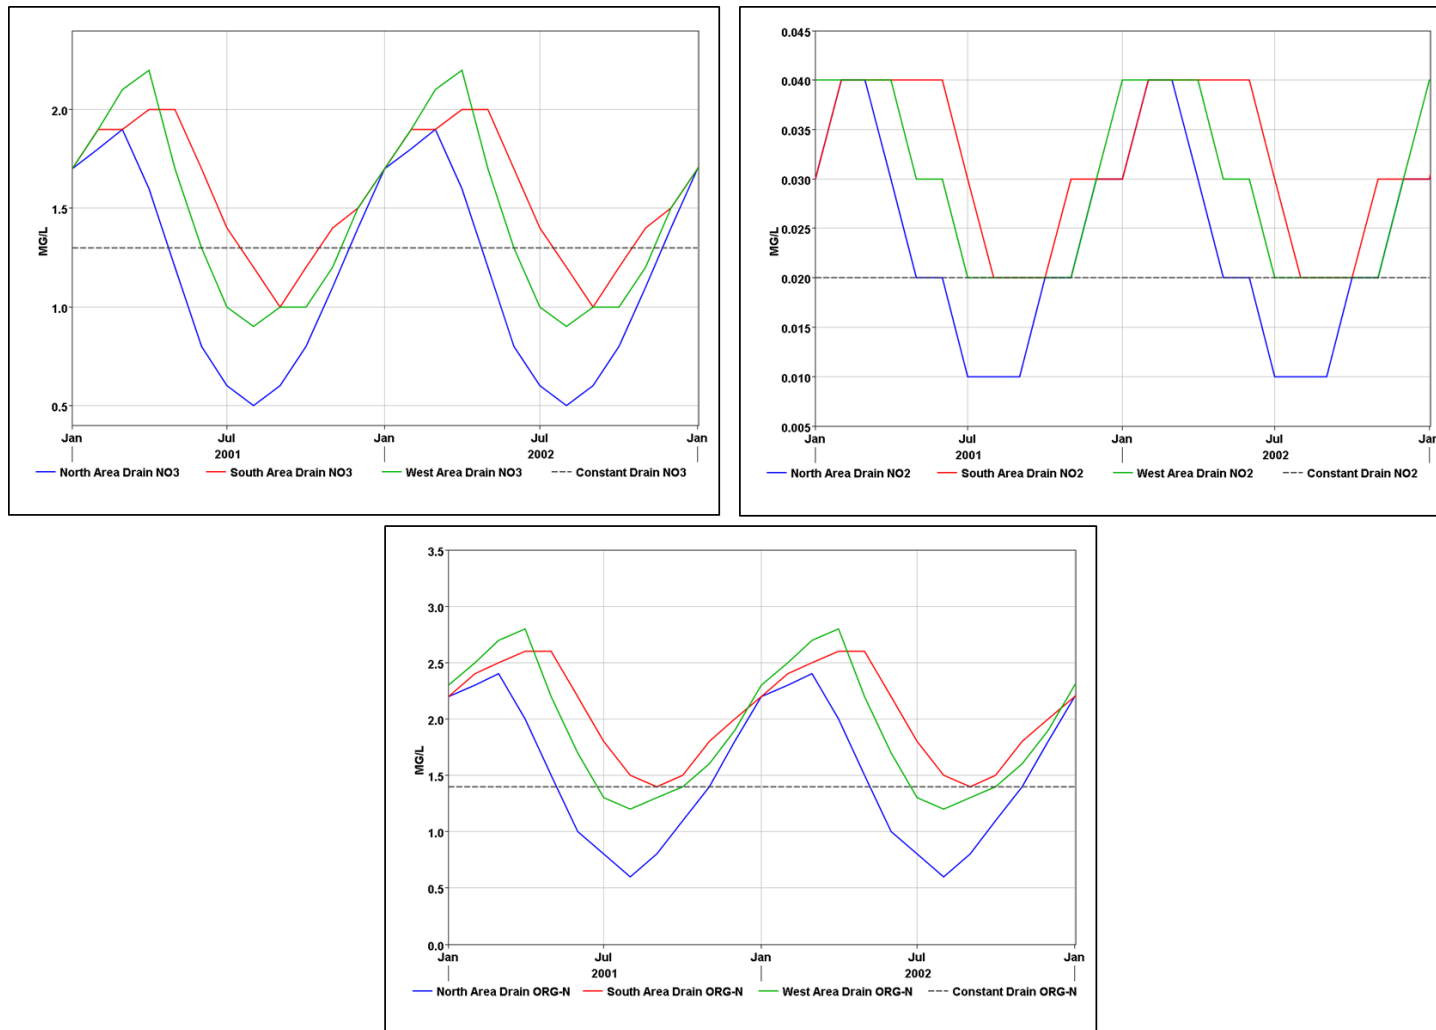 2.0
1.5
1.0
0.5
MG/L
Jan Jul Jan Jul Jan
2001 2002
North Area Drain NO3 South Area Drain NO3 West Area Drain NO3 Constant Drain NO3
0.045
0.040
0.035
0.030
0.025
0.020
0.015
0.010
0.005
MG/L
Jan Jul Jan Jul Jan
2001 2002
North Area Drain NO2 South Area Drain NO2 West Area Drain NO2 Constant Drain NO2
3.5
3.0
2.5
2.0
1.5
1.0
0.5
0.0
MG/L
Jan Jul Jan Jul Jan
2001 2002
North Area Drain ORG-N South Area Drain ORG-N West Area Drain ORG-N Constant Drain ORG-N